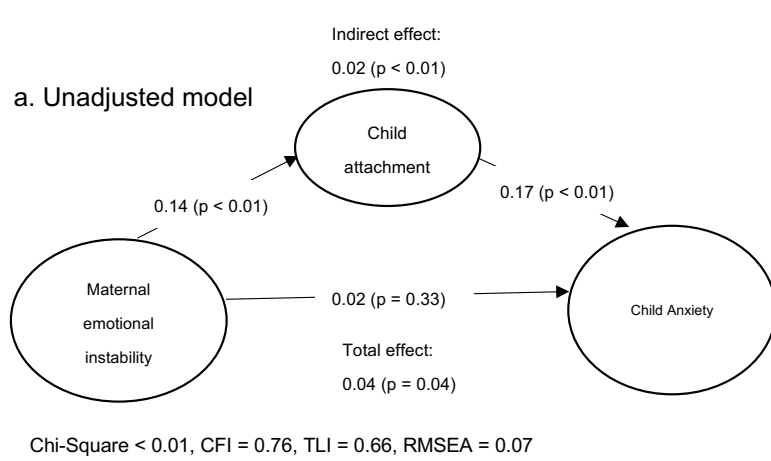 Indirect effect:
0.02 (p < 0.01)
a. Unadjusted model
Child
attachment
0.14 (p < 0.01)
0.17 (p < 0.01)
Maternal
emotional
instability
0.02 (p = 0.33)
Child Anxiety
Total effect:
0.04 (p = 0.04)
Chi-Square < 0.01, CFI = 0.76, TLI = 0.66, RMSEA = 0.07